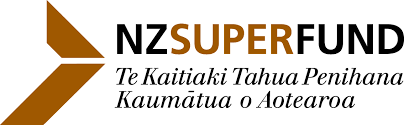 NZSUPERFUND
Te Kaitiaki Tahua Penihana
Kaumātua o Aotearoa